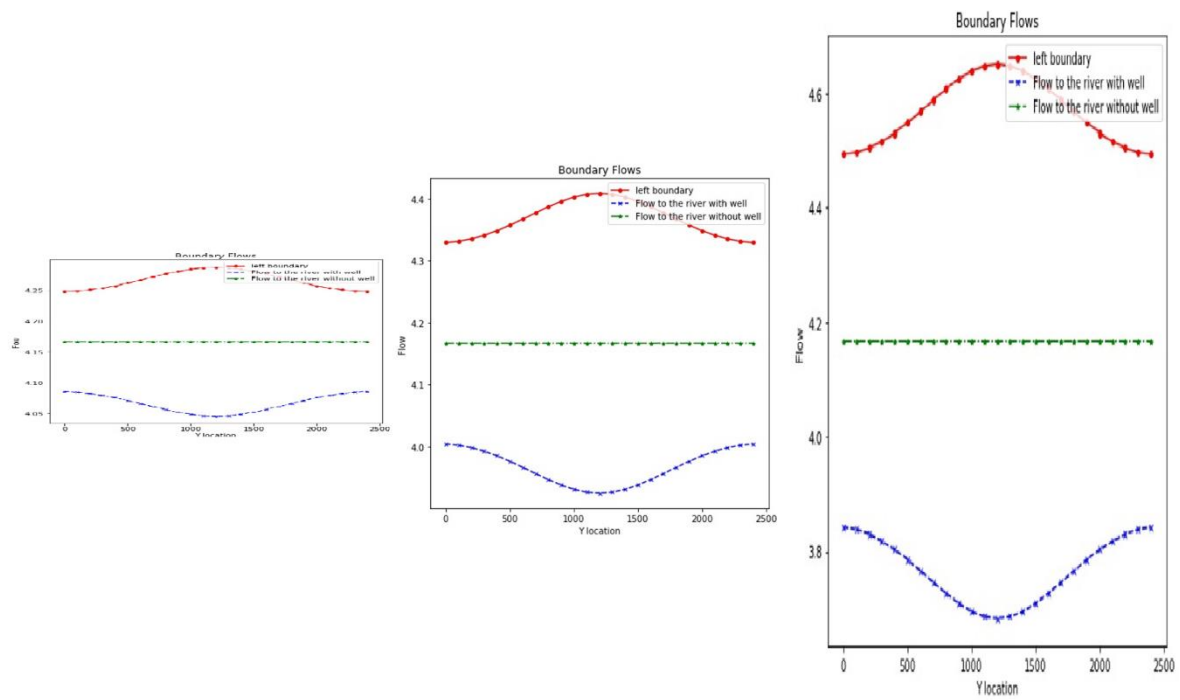 Boundary Flows
left boundary
Flow to the river with well
Flow to the river without well
4.25
4.20
4.15
4.10
4.05
0 500 1000 1500 2000 2500
Y location
Boundary Flows
left boundary
Flow to the river with well
Flow to the river without well
4.4
4.3
4.2
4.1
4.0
Flow
0 500 1000 1500 2000 2500
Y location
Boundary Flows
left boundary
Flow to the river with well
Flow to the river without well
4.6
4.4
4.2
4.0
3.8
Flow
0 500 1000 1500 2000 2500
Y location